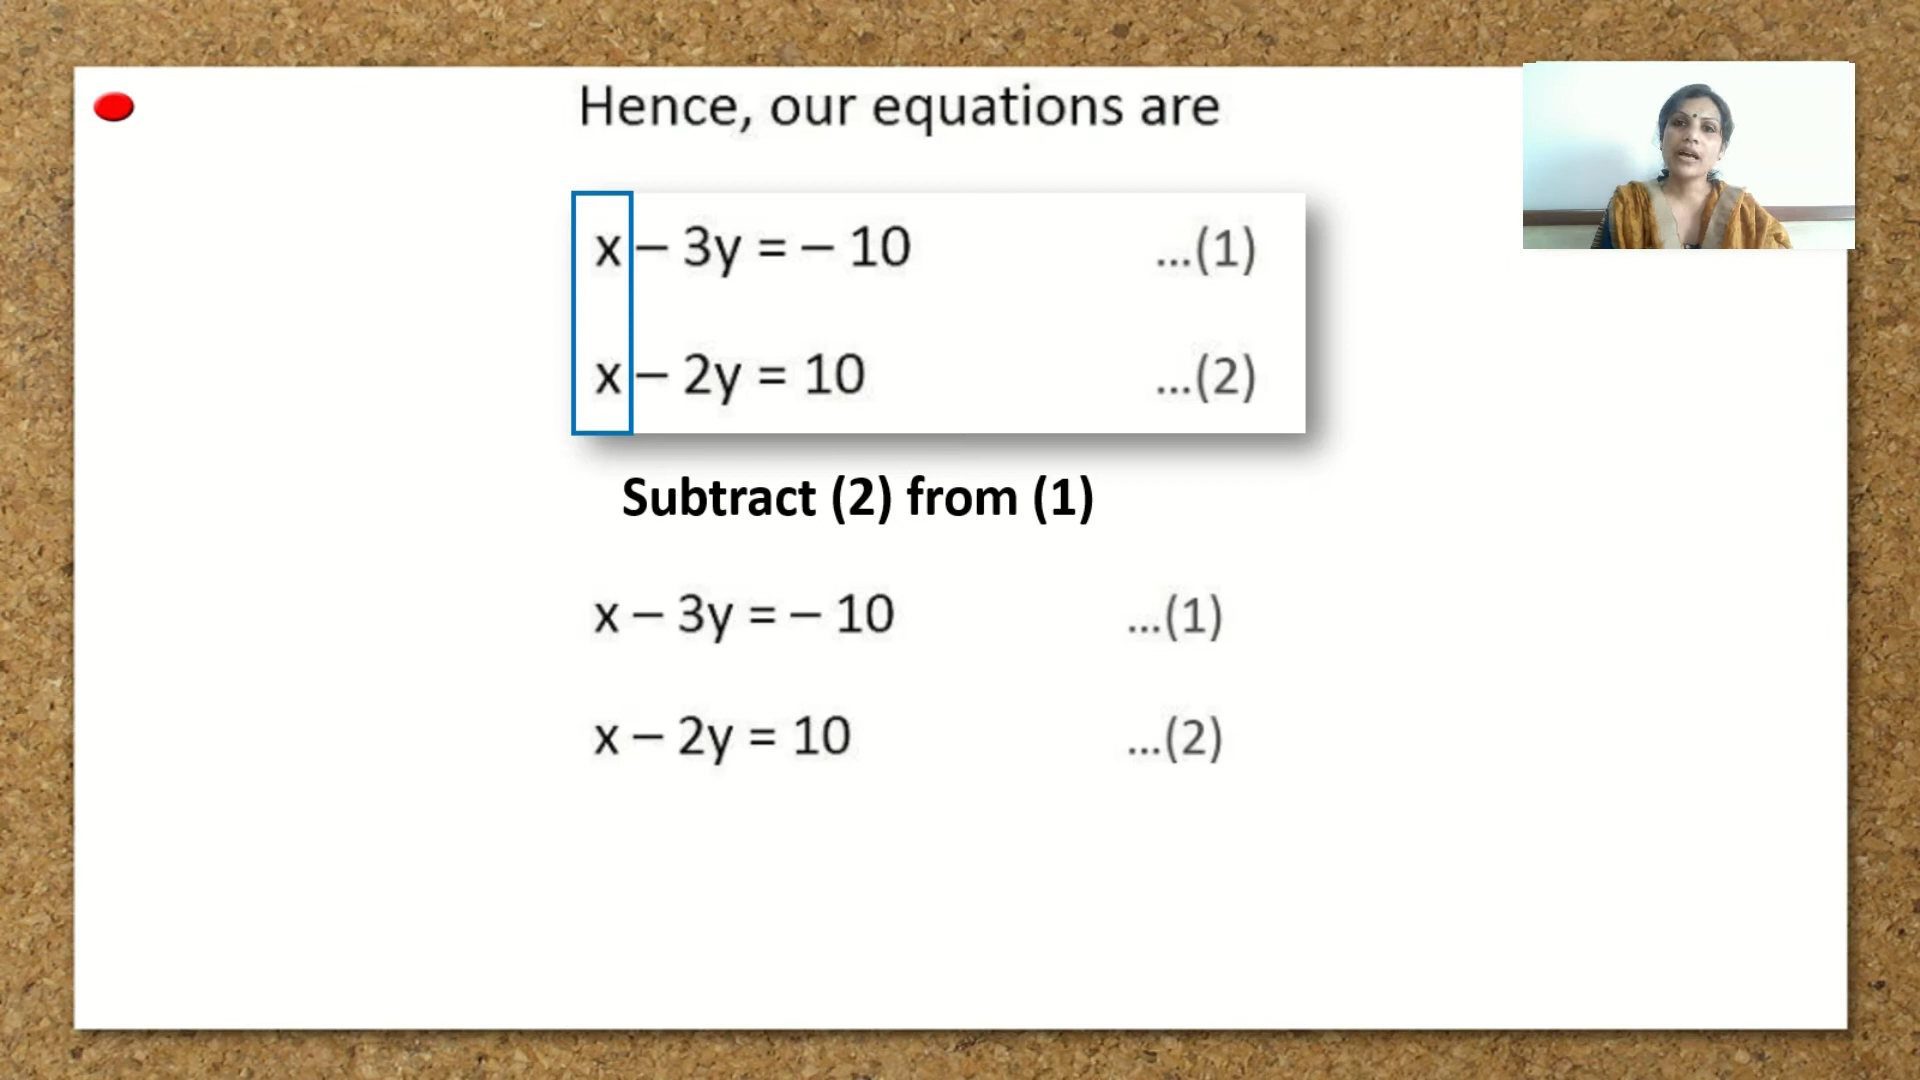 Hence, our equations are
x – 3y = – 10 ...(1)
x – 2y = 10 ...(2)
Subtract (2) from (1)
x – 3y = – 10 ...(1)
x – 2y = 10 ...(2)